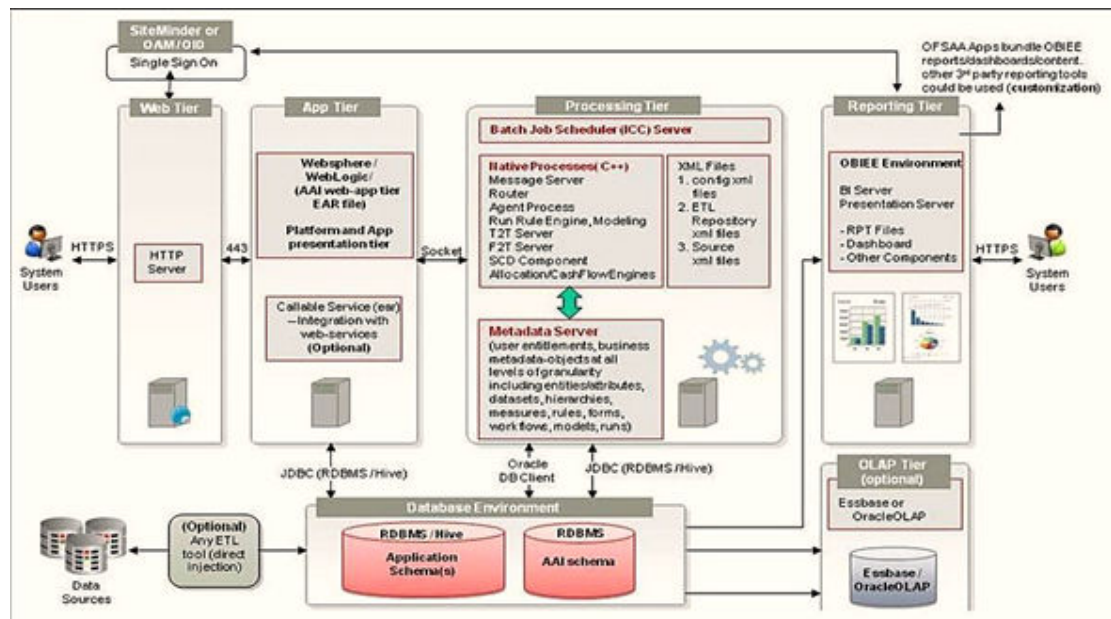 SiteMinder or
OAM/OID
Single Sign On
OFSAA Apps bundle OBIEE
reports/dashboards/content.
other 3rd party reporting tools
could be used (customization)
Web Tier
App Tier
Processing Tier
Reporting Tier
System
Users
HTTPS
HTTP
Server
443
Websphere /
WebLogic/
(AAI web-app tier
EAR file)
Platform and App
presentation tier
Callable Service (ear)
–Integration with
web-services
(Optional)
Socket
Batch Job Scheduler (ICC) Server
Native Processes( C++)
Message Server
Router
Agent Process
Run Rule Engine, Modeling
T2T Server
F2T Server
SCD Component
Allocation/CashFlowEngines
XML Files
1. config xml
files
2. ETL
Repository
xml files
3. Source
xml files
Metadata Server
(user entitlements, business
metadata-objects at all
levels of granularity
including entities/attributes,
datasets, hierarchies,
measures, rules, forms,
workflows, models, runs)
OBIEE Environment
BI Server
Presentation Server
- RPT Files
- Dashboard
- Other Components
HTTPS
System
Users
JDBC (RDBMS / Hive)
Oracle
DB Client
JDBC (RDBMS / Hive)
Database Environment
RDBMS / Hive
Application
Schema(s)
RDBMS
AAI schema
Data
Sources
(Optional)
Any ETL
tool (direct
injection)
OLAP Tier
(optional)
Essbase or
OracleOLAP
Essbase /
OracleOLAP